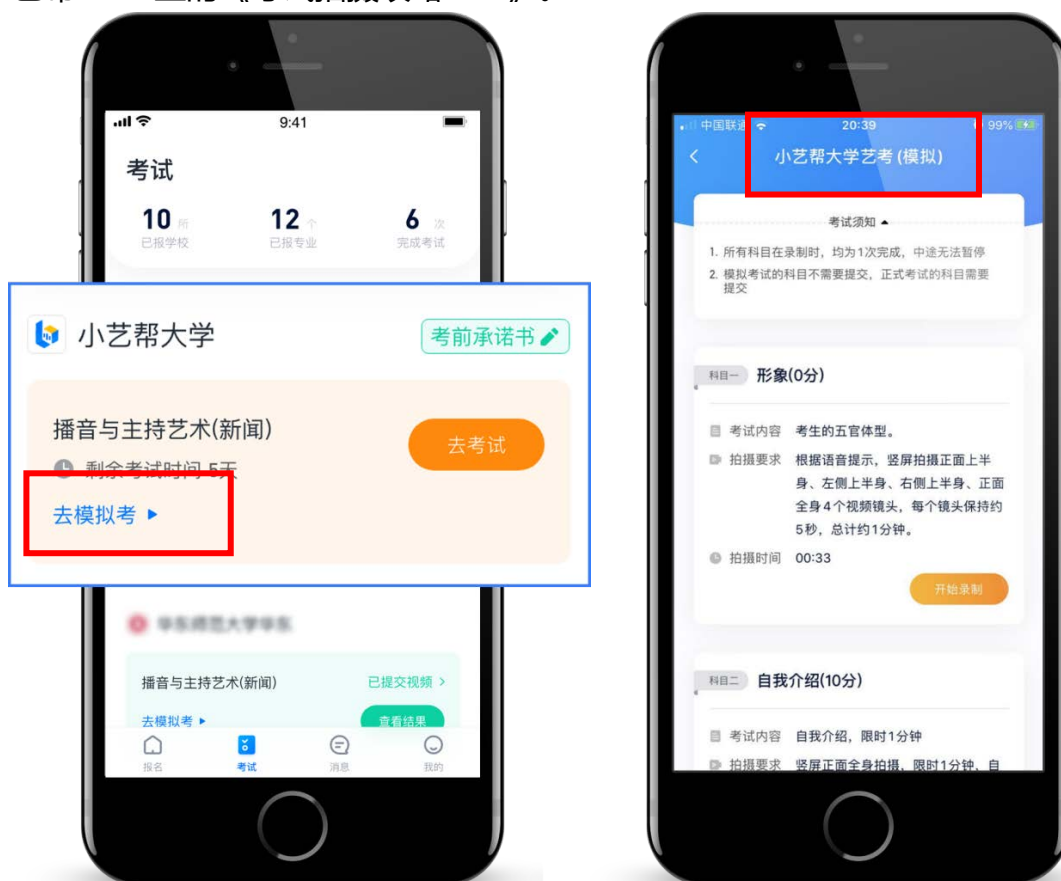 9:41
考试
10 所
12 个
6 次
已报学校
已报专业
完成考试
小艺帮大学
考前承诺书
播音与主持艺术(新闻)
去考试
剩余考试时间 5天
去模拟考
播音与主持艺术(新闻)
已提交视频
去模拟考
查看结果
报名
考试
消息
我的
中国联通
20:39
99%
小艺帮大学艺考(模拟)
考试须知
1. 所有科目在录制时，均为1次完成，中途无法暂停
2. 模拟考试的科目不需要提交，正式考试的科目需要
提交
科目一 形象(0分)
考试内容 考生的五官体型。
拍摄要求 根据语音提示，竖屏拍摄正面上半
身、左侧上半身、右侧上半身、正面
全身4个视频镜头，每个镜头保持约
5秒，总计约1分钟。
拍摄时间 00:33
开始录制
科目二 自我介绍(10分)
考试内容 自我介绍，限时1分钟
拍摄要求 竖屏正面全身拍摄，限时1分钟，自